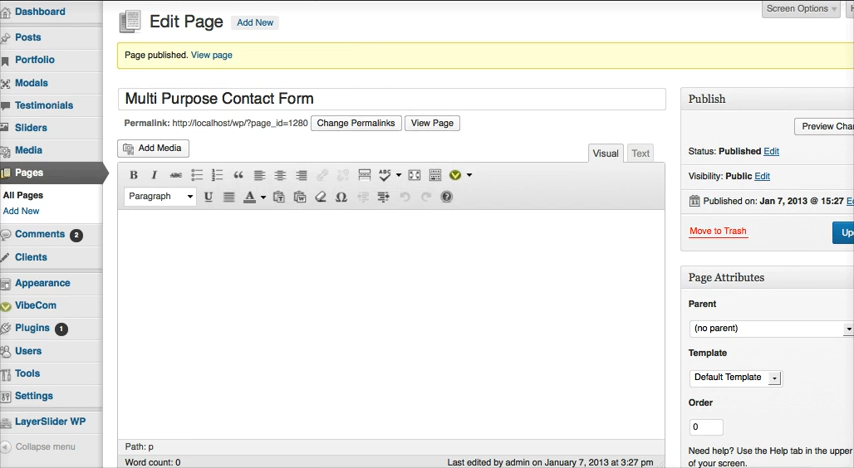 Dashboard
Posts
Portfolio
Modals
Testimonials
Sliders
Media
Pages
All Pages
Add New
Comments 2
Clients
Appearance
VibeCom
Plugins 1
Users
Tools
Settings
LayerSlider WP
Collapse menu
Screen Options
Edit Page Add New
Page published. View page
Multi Purpose Contact Form
Permalink: http://localhost/wp/?page_id=1280 Change Permalinks View Page
Add Media
Visual Text
B I ABC
Paragraph U A
Path: p
Word count: 0 Last edited by admin on January 7, 2013 at 3:27 pm
Publish
Preview Chan
Status: Published Edit
Visibility: Public Edit
Published on: Jan 7, 2013 @ 15:27 E
Move to Trash Up
Page Attributes
Parent
(no parent)
Template
Default Template
Order
0
Need help? Use the Help tab in the upper
of your screen.